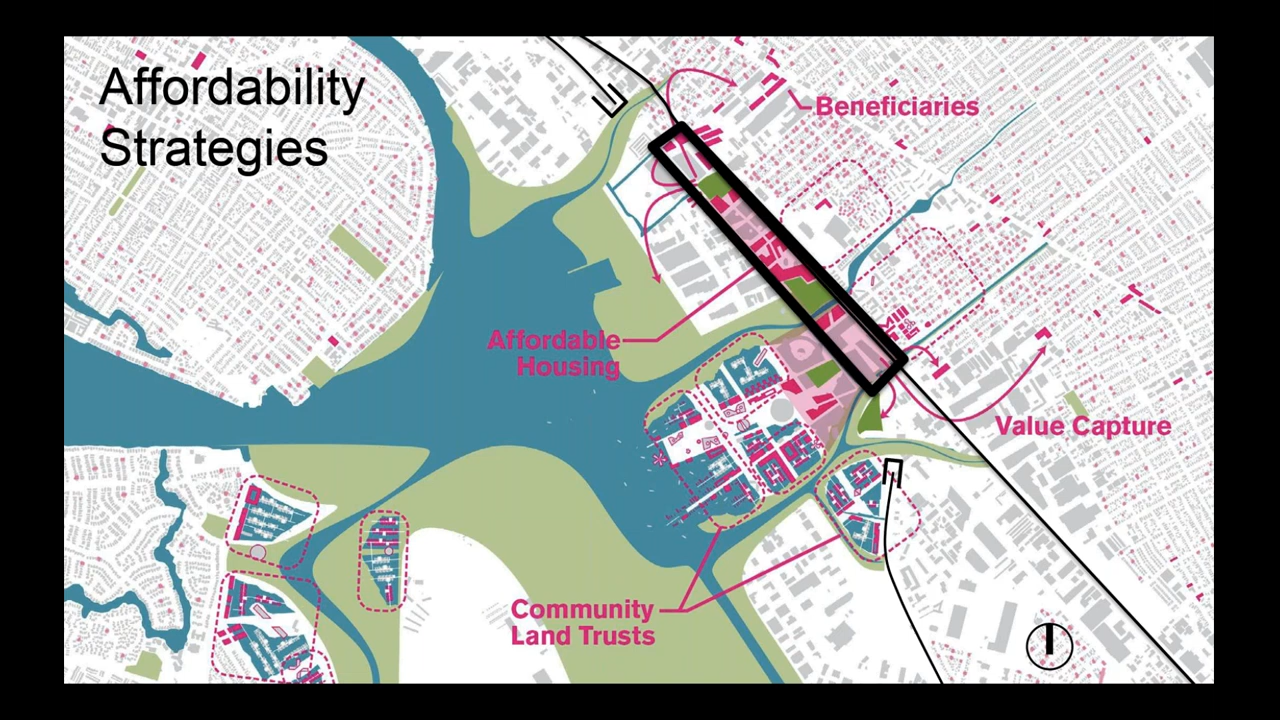 Affordability
Strategies
Beneficiaries
Affordable
Housing
Value Capture
Community
Land Trusts